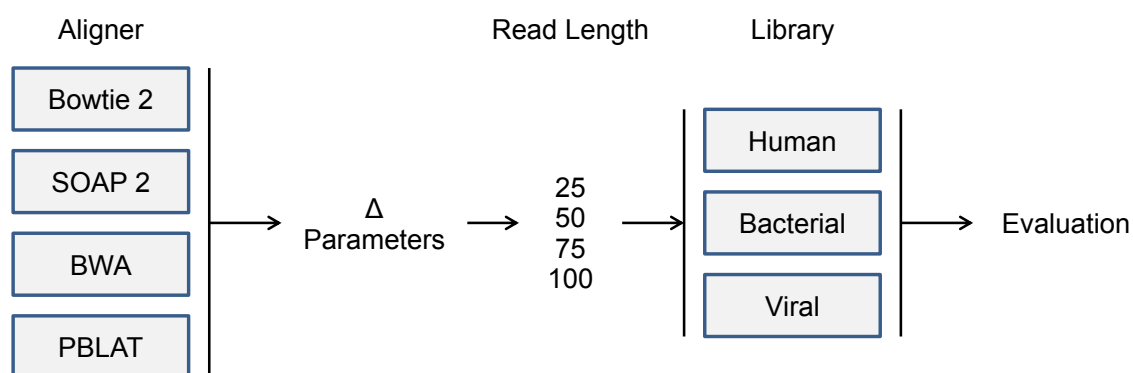 Aligner
Read Length
Library
Bowtie 2
SOAP 2
BWA
PBLAT
Δ
Parameters
25
50
75
100
Human
Bacterial
Viral
Evaluation